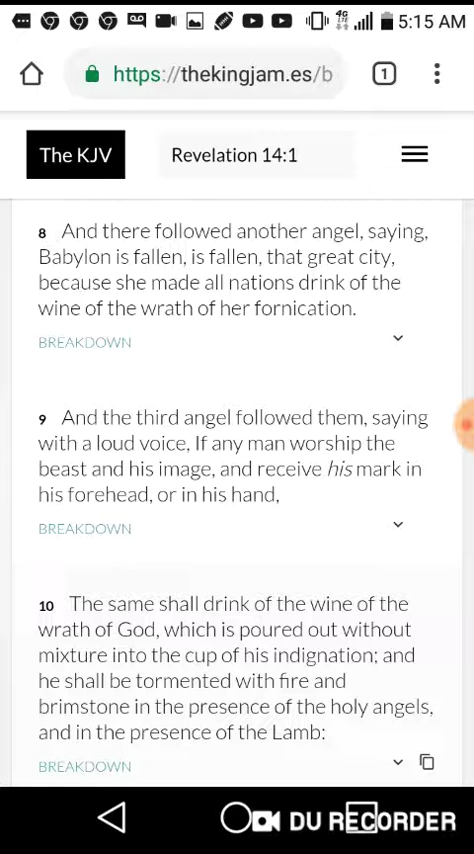 4G
LTE
5:15 AM
https://thekingjam.es/b
1
The KJV
Revelation 14:1
8 And there followed another angel, saying,
Babylon is fallen, is fallen, that great city,
because she made all nations drink of the
wine of the wrath of her fornication.
BREAKDOWN
9 And the third angel followed them, saying
with a loud voice, If any man worship the
beast and his image, and receive his mark in
his forehead, or in his hand,
BREAKDOWN
10 The same shall drink of the wine of the
wrath of God, which is poured out without
mixture into the cup of his indignation; and
he shall be tormented with fire and
brimstone in the presence of the holy angels,
and in the presence of the Lamb:
BREAKDOWN
DU RECORDER